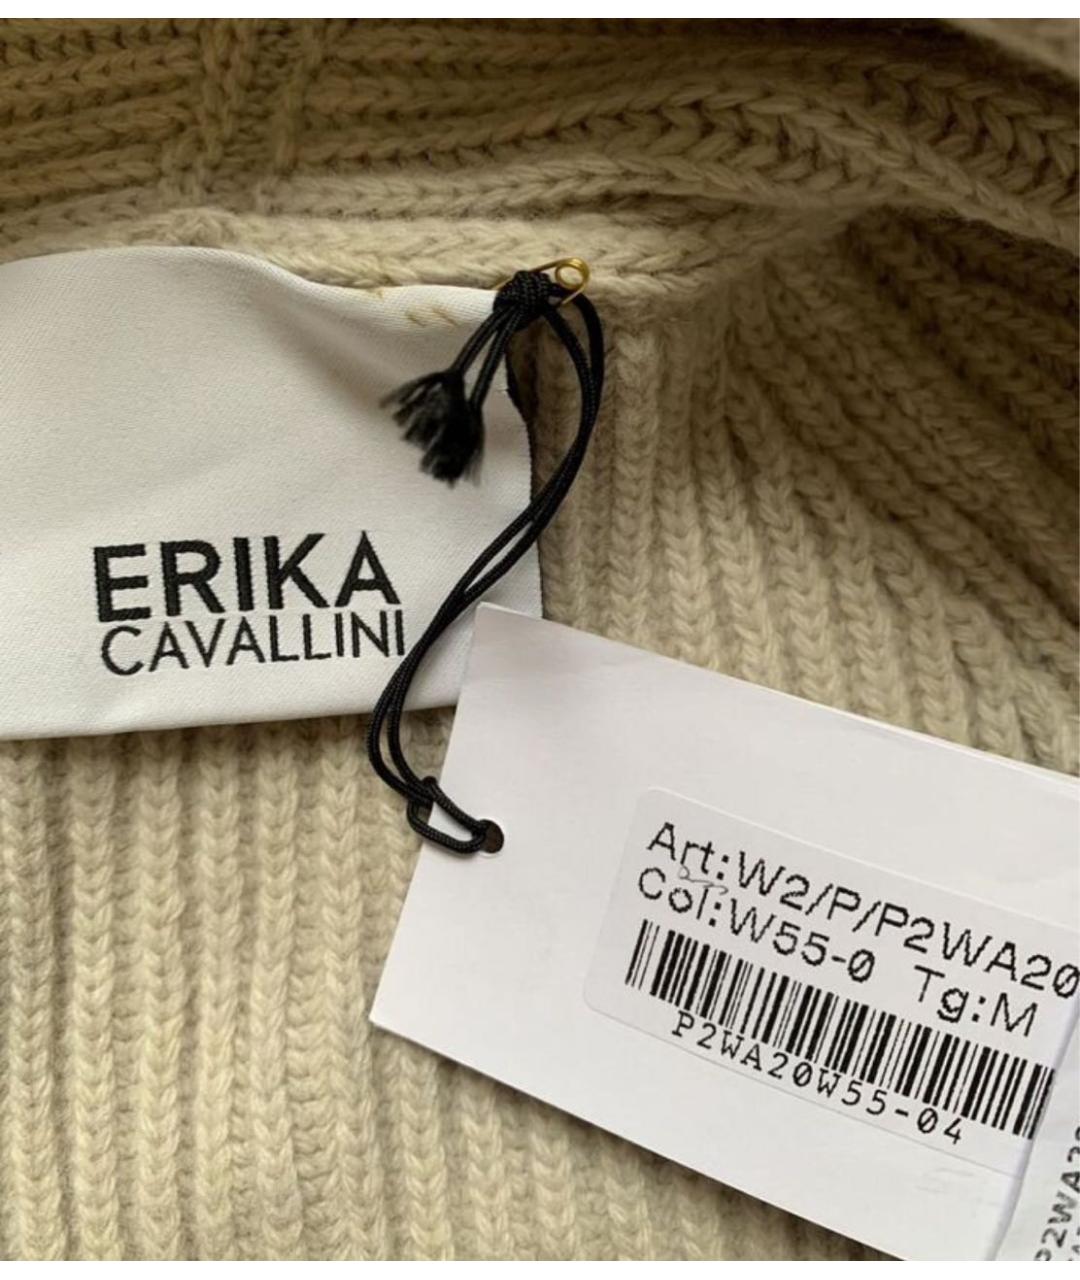 ERIKA
CAVALLINI
Art:W2/P/P2WA20
Col:W55-0 Tg:M
P2WA20W55-04